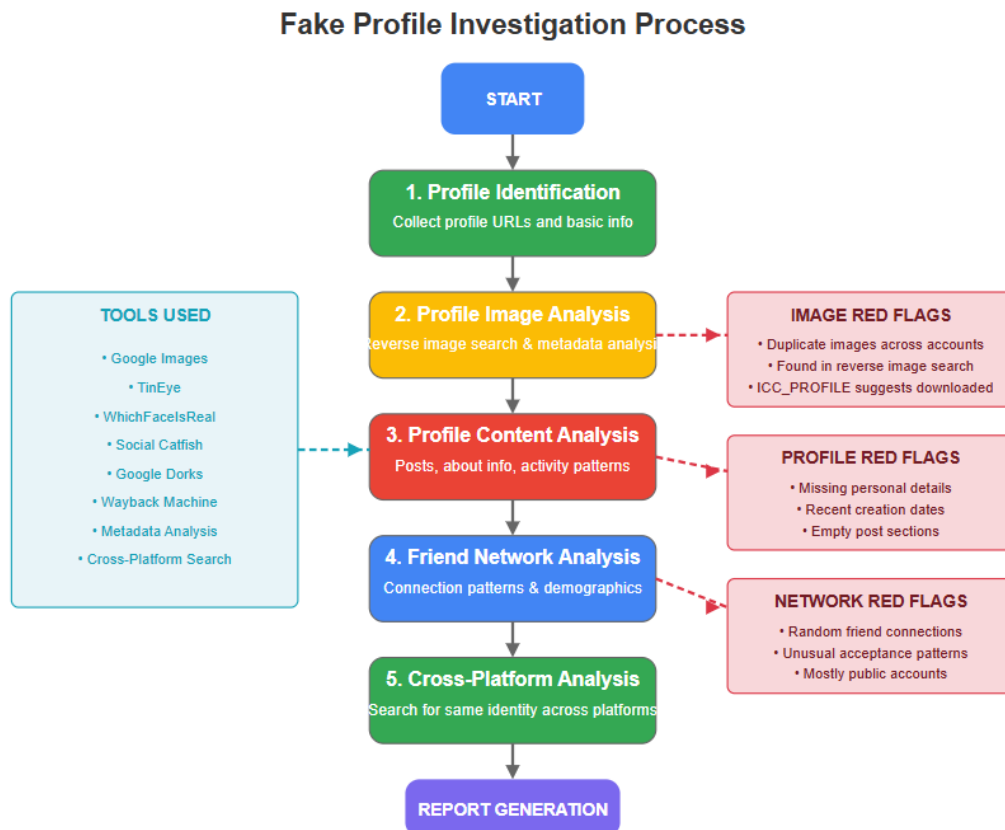 Fake Profile Investigation Process
START
1. Profile Identification
Collect profile URLs and basic info
TOOLS USED
• Google Images
• TinEye
• WhichFaceIsReal
• Social Catfish
• Google Dorks
• Wayback Machine
• Metadata Analysis
• Cross-Platform Search
2. Profile Image Analysis
Reverse image search & metadata analysis
IMAGE RED FLAGS
• Duplicate images across accounts
• Found in reverse image search
• ICC_PROFILE suggests downloaded
3. Profile Content Analysis
Posts, about info, activity patterns
PROFILE RED FLAGS
• Missing personal details
• Recent creation dates
• Empty post sections
4. Friend Network Analysis
Connection patterns & demographics
NETWORK RED FLAGS
• Random friend connections
• Unusual acceptance patterns
• Mostly public accounts
5. Cross-Platform Analysis
Search for same identity across platforms
REPORT GENERATION